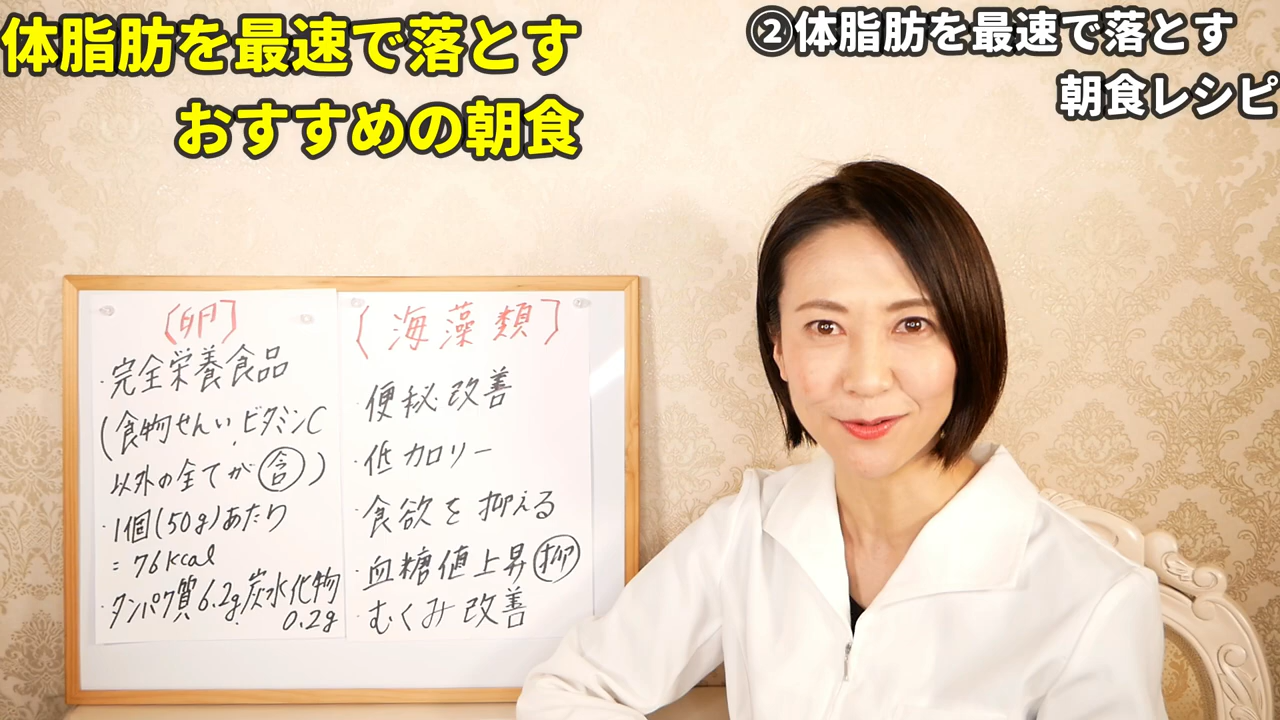 体脂肪を最速で落とす
おすすめの朝食
②体脂肪を最速で落とす
朝食レシピ
〔卵〕
・完全栄養食品
(食物せんい、ビタミンC
以外の全てが含)
・1個(50g)あたり
=76kcal
・タンパク質6.2g炭水化物
0.2g
〔海藻類〕
・便秘改善
・低カロリー
・食欲を抑える
・血糖値上昇抑
・むくみ改善